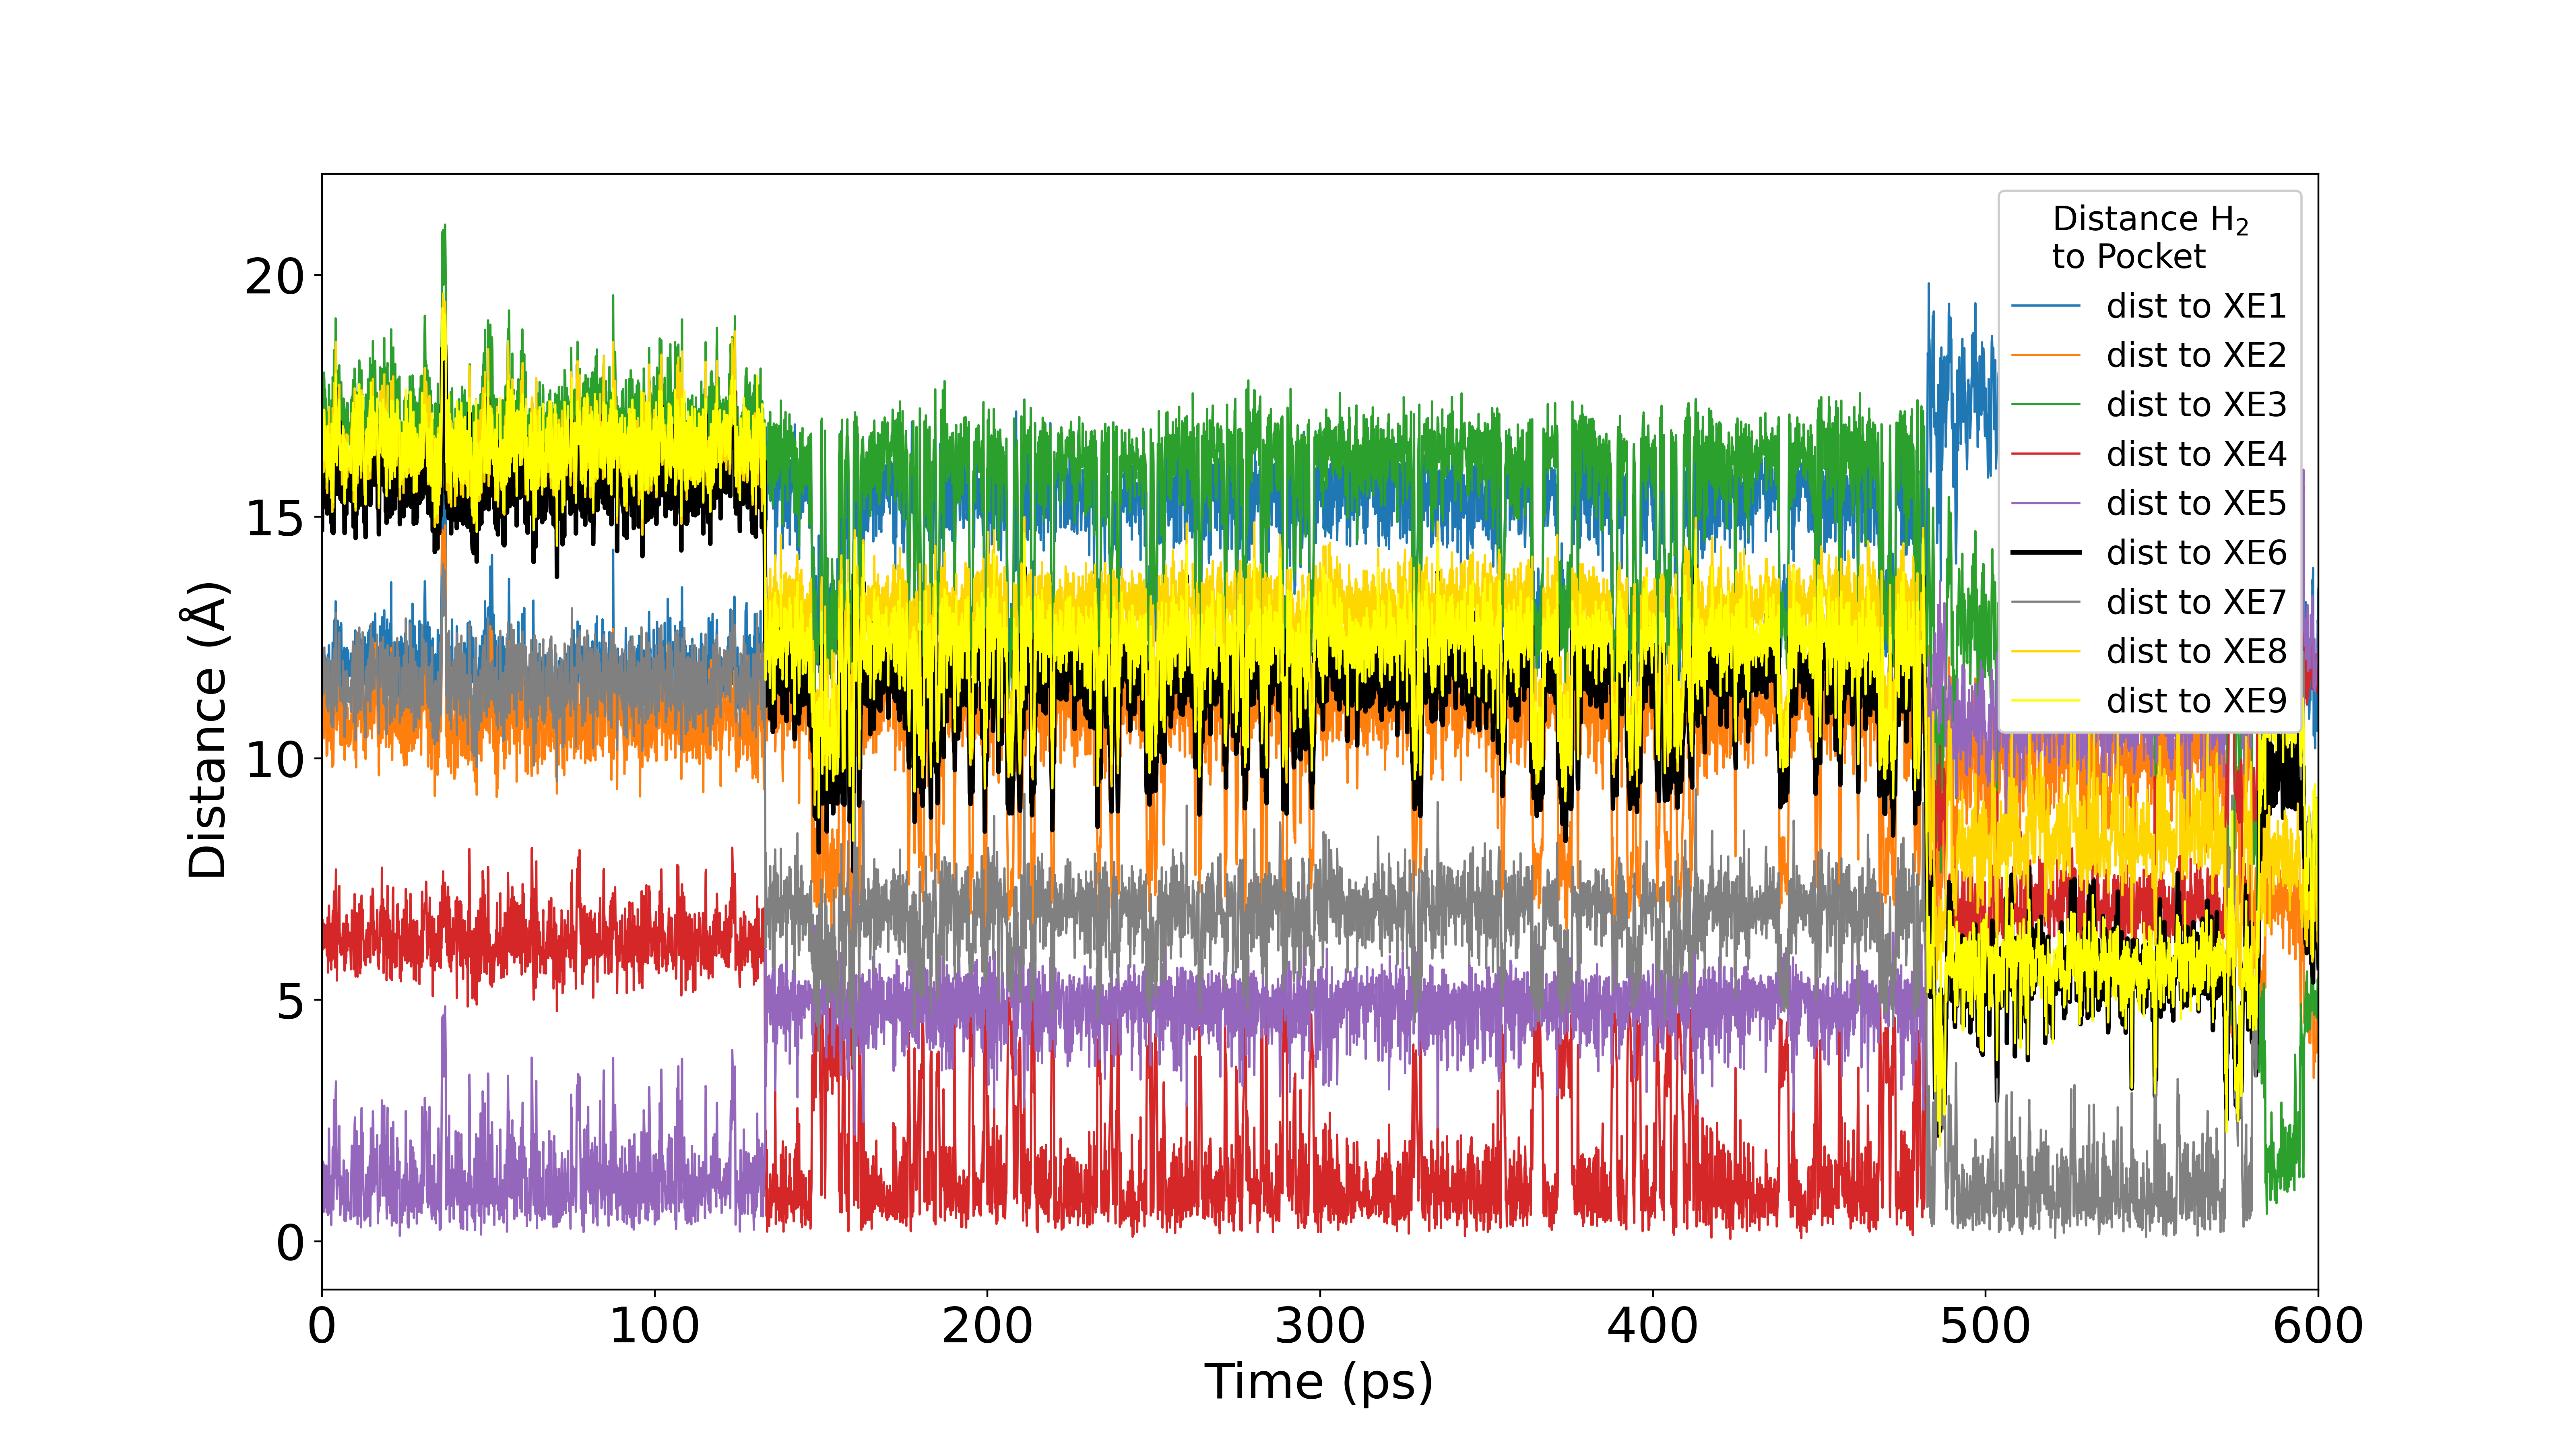 Distance H₂
to Pocket
dist to XE1
dist to XE2
dist to XE3
dist to XE4
dist to XE5
dist to XE6
dist to XE7
dist to XE8
dist to XE9
20
15
10
5
0
Distance (Å)
0 100 200 300 400 500 600
Time (ps)